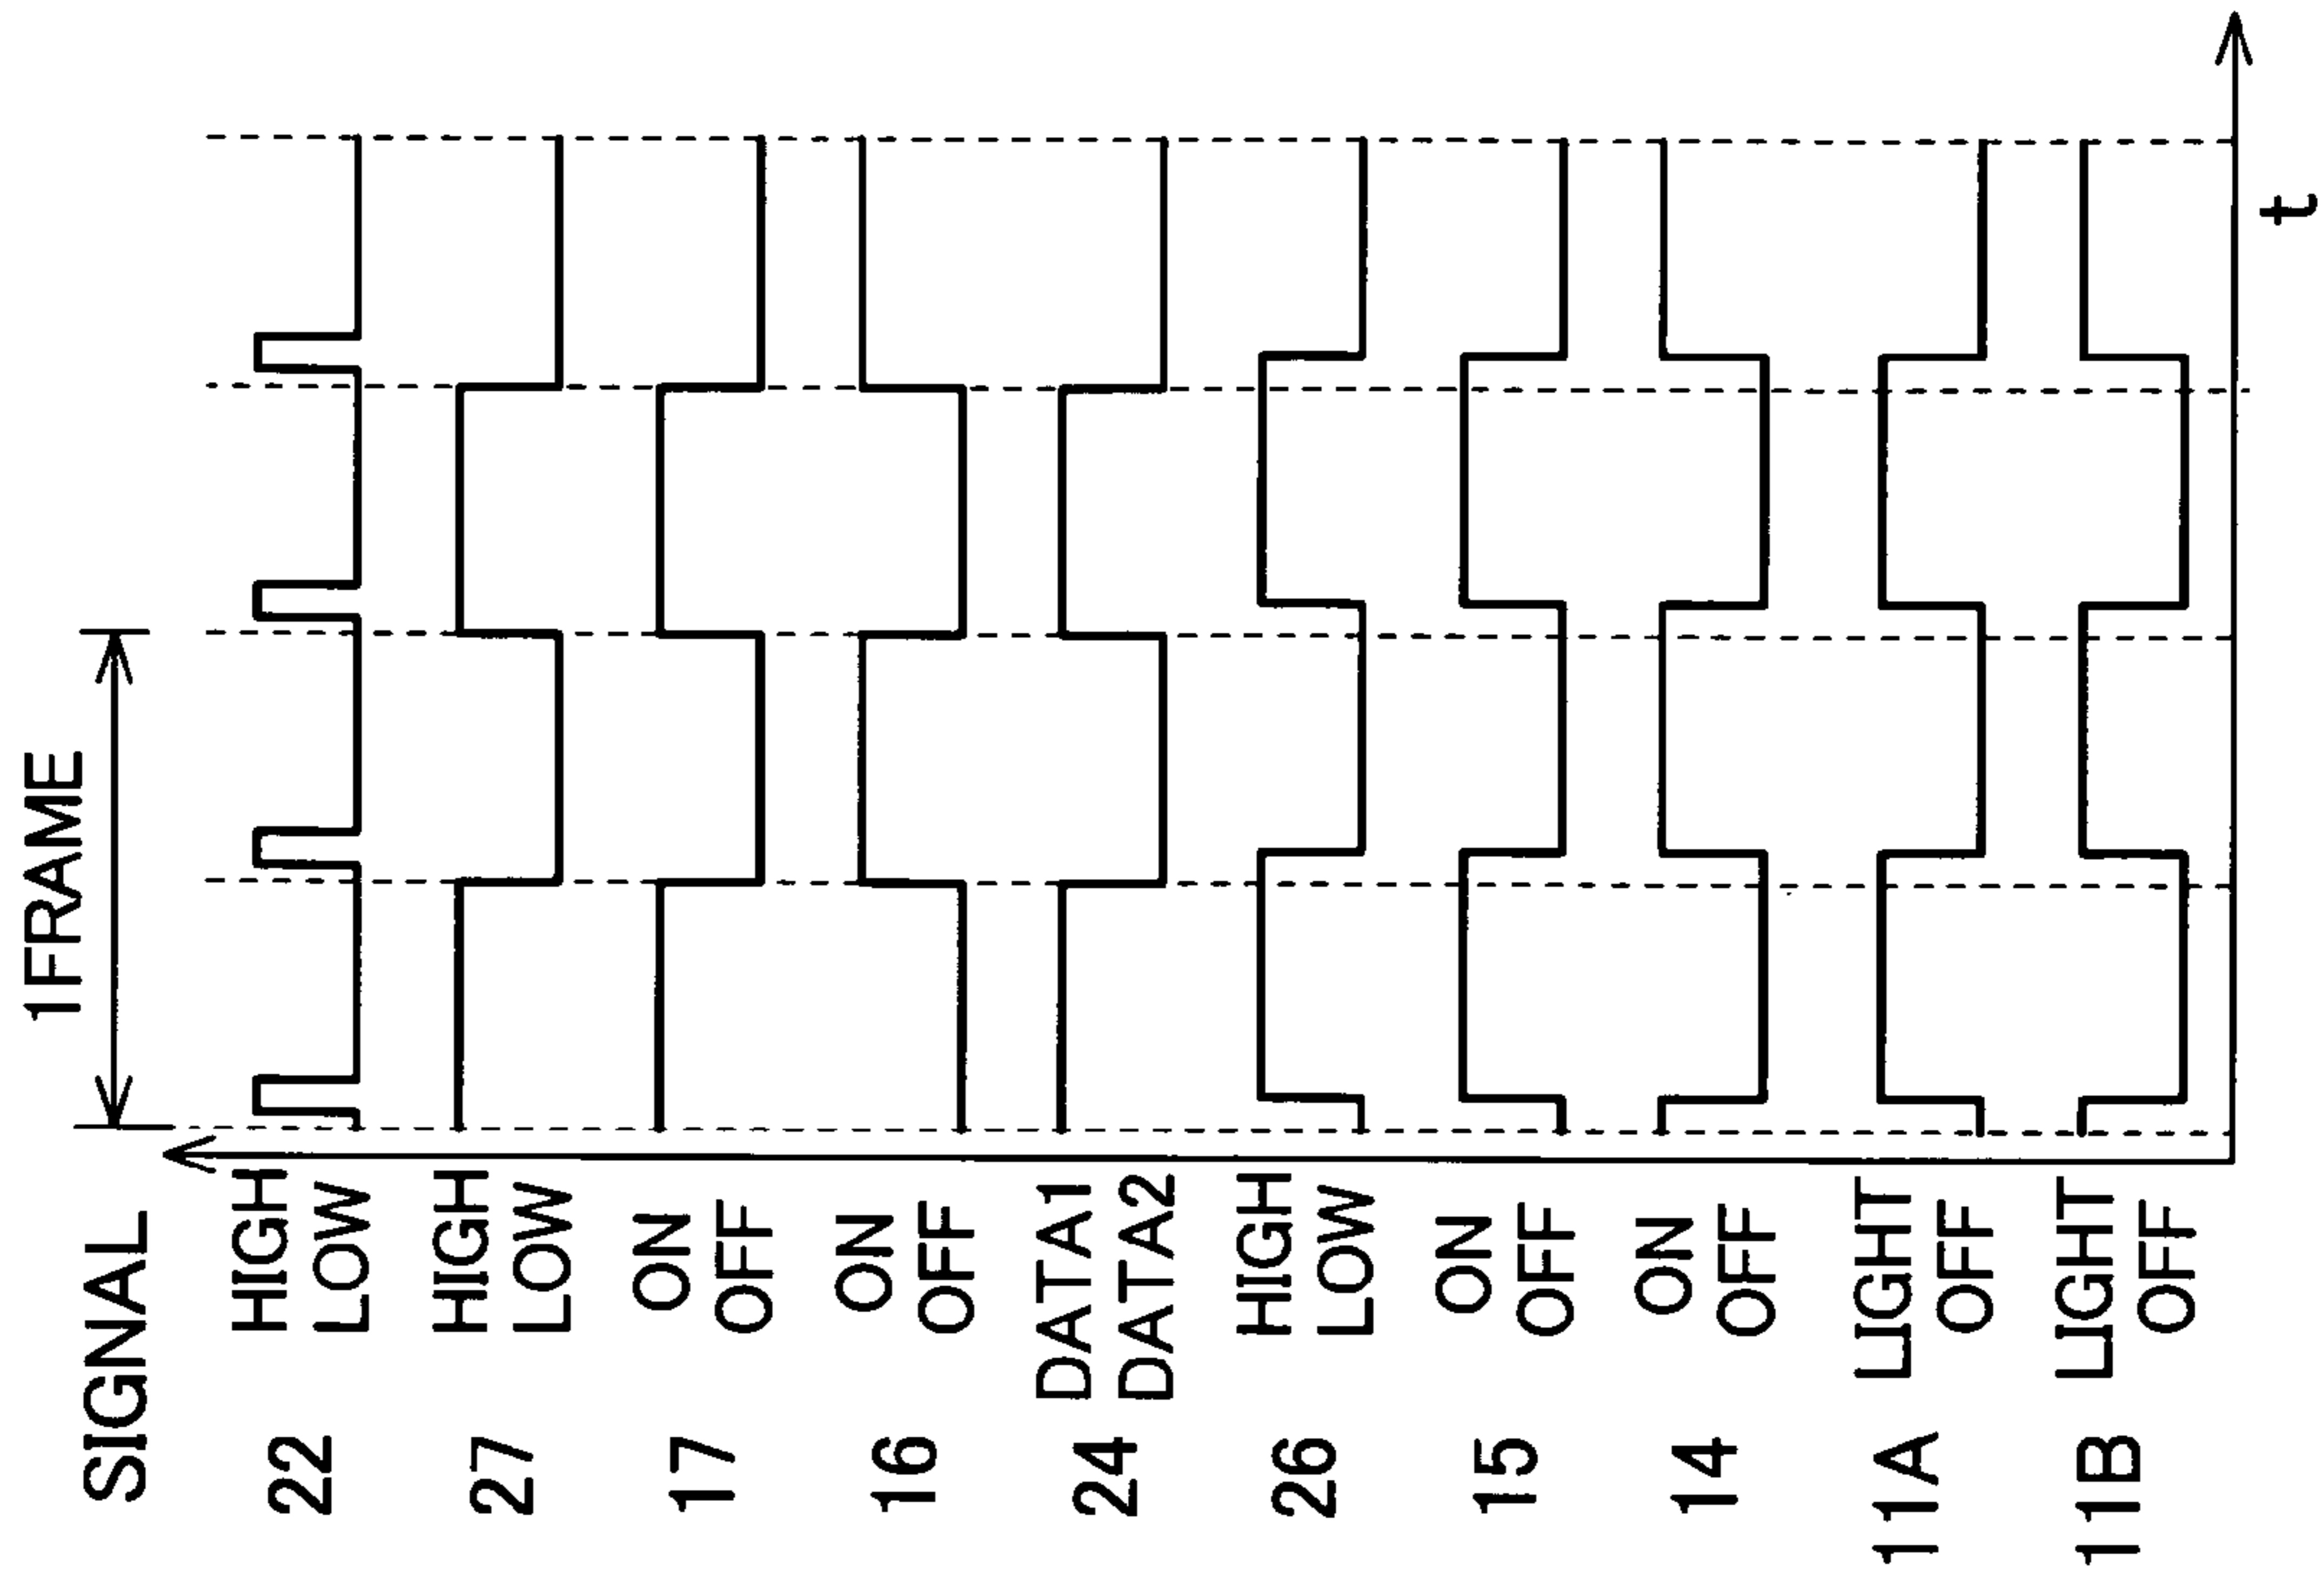 1FRAME
SIGNAL
22 HIGH
LOW
27 HIGH
LOW
17 ON
OFF
16 ON
OFF
24 DATA1
DATA2
26 HIGH
LOW
15 ON
OFF
14 ON
OFF
11A LIGHT
OFF
11B LIGHT
OFF
t